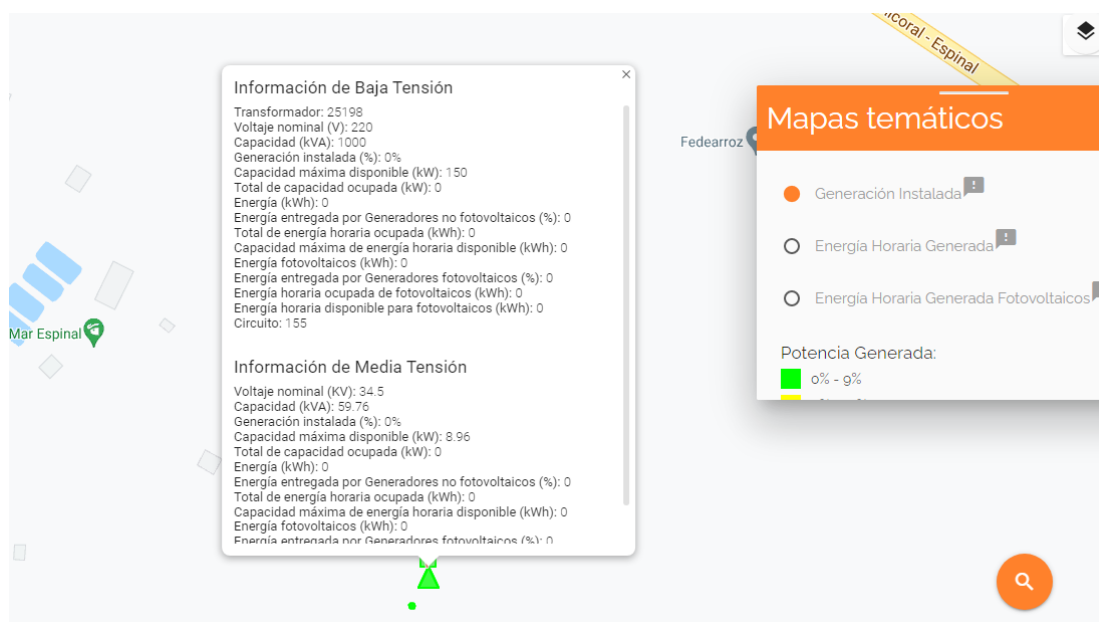 icoral - Espinal
Información de Baja Tensión
Transformador: 25198
Voltaje nominal (V): 220
Capacidad (kVA): 1000
Generación instalada (%): 0%
Capacidad máxima disponible (kW): 150
Total de capacidad ocupada (kW): 0
Energía (kWh): 0
Energía entregada por Generadores no fotovoltaicos (%): 0
Total de energía horaria ocupada (kWh): 0
Capacidad máxima de energía horaria disponible (kWh): 0
Energía fotovoltaicos (kWh): 0
Energía entregada por Generadores fotovoltaicos (%): 0
Energía horaria ocupada de fotovoltaicos (kWh): 0
Energía horaria disponible para fotovoltaicos (kWh): 0
Circuito: 155
Información de Media Tensión
Voltaje nominal (KV): 34.5
Capacidad (kVA): 59.76
Generación instalada (%): 0%
Capacidad máxima disponible (kW): 8.96
Total de capacidad ocupada (kW): 0
Energía (kWh): 0
Energía entregada por Generadores no fotovoltaicos (%): 0
Total de energía horaria ocupada (kWh): 0
Capacidad máxima de energía horaria disponible (kWh): 0
Energía fotovoltaicos (kWh): 0
Energía entregada por Generadores fotovoltaicos (%): 0
Mar Espinal
Fedearroz
Mapas temáticos
Generación Instalada
Energía Horaria Generada
Energía Horaria Generada Fotovoltaicos
Potencia Generada:
0% - 9%